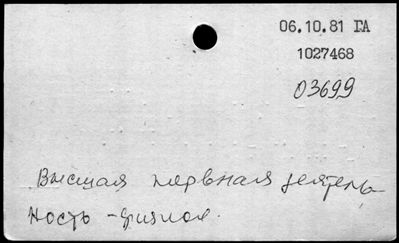 06.10.81 ГА
1027468
03699
Высшая нервная деятель-
ность - физиол.